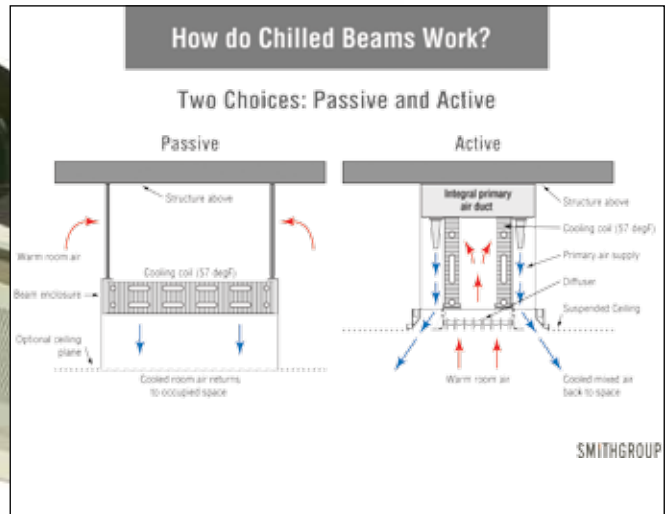 How do Chilled Beams Work?
Two Choices: Passive and Active
Passive
Structure above
Warm room air
Cooling coil (57 degF)
Beam enclosure
Optional ceiling
plane
Cooled room air returns
to occupied space
Active
Integral primary
air duct
Structure above
Cooling coil (57 degF)
Primary air supply
Diffuser
Suspended Ceiling
Warm room air
Cooled mixed air
back to space
SMITHGROUP